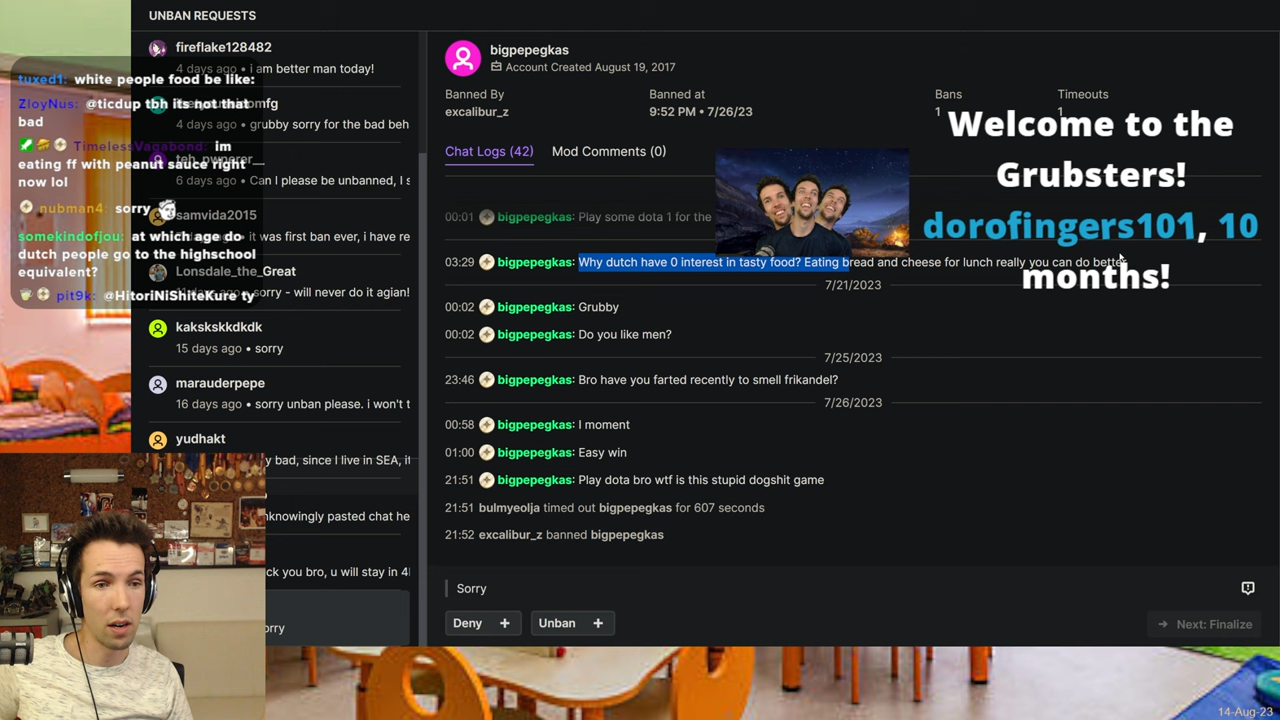 UNBAN REQUESTS
fireflake128482
4 days ago • i am better man today!
omfg
4 days ago • grubby sorry for the bad beh
teh_pwnerer
6 days ago • Can I please be unbanned, I s
samvida2015
it was first ban ever, i have re
Lonsdale_the_Great
sorry - will never do it agian!
kakskskkdkdk
15 days ago • sorry
marauderpepe
16 days ago • sorry unban please. i won't t
yudhakt
y bad, since I live in SEA, it
nknowingly pasted chat he
ck you bro, u will stay in 4l
orry
tuxed1: white people food be like:
ZloyNus: @ticdup tbh its not that
bad
TimelessVagabond: im
eating ff with peanut sauce right
now lol
nubman4: sorry
somekindofjou: at which age do
dutch people go to the highschool
equivalent?
pit9k: @HitoriNIShiteKure ty
bigpepegkas
Account Created August 19, 2017
Banned By
excalibur_z
Banned at
9:52 PM • 7/26/23
Bans
1
Timeouts
1
Chat Logs (42)
Mod Comments (0)
Welcome to the
Grubsters!
dorofingers101, 10
months!
00:01 bigpepegkas: Play some dota 1 for the
03:29 bigpepegkas: Why dutch have 0 interest in tasty food? Eating bread and cheese for lunch really you can do better
7/21/2023
00:02 bigpepegkas: Grubby
00:02 bigpepegkas: Do you like men?
7/25/2023
23:46 bigpepegkas: Bro have you farted recently to smell frikandel?
7/26/2023
00:58 bigpepegkas: I moment
01:00 bigpepegkas: Easy win
21:51 bigpepegkas: Play dota bro wtf is this stupid dogshit game
21:51 bulmyeolja timed out bigpepegkas for 607 seconds
21:52 excalibur_z banned bigpepegkas
Sorry
Deny +
Unban +
Next: Finalize
14-Aug-23